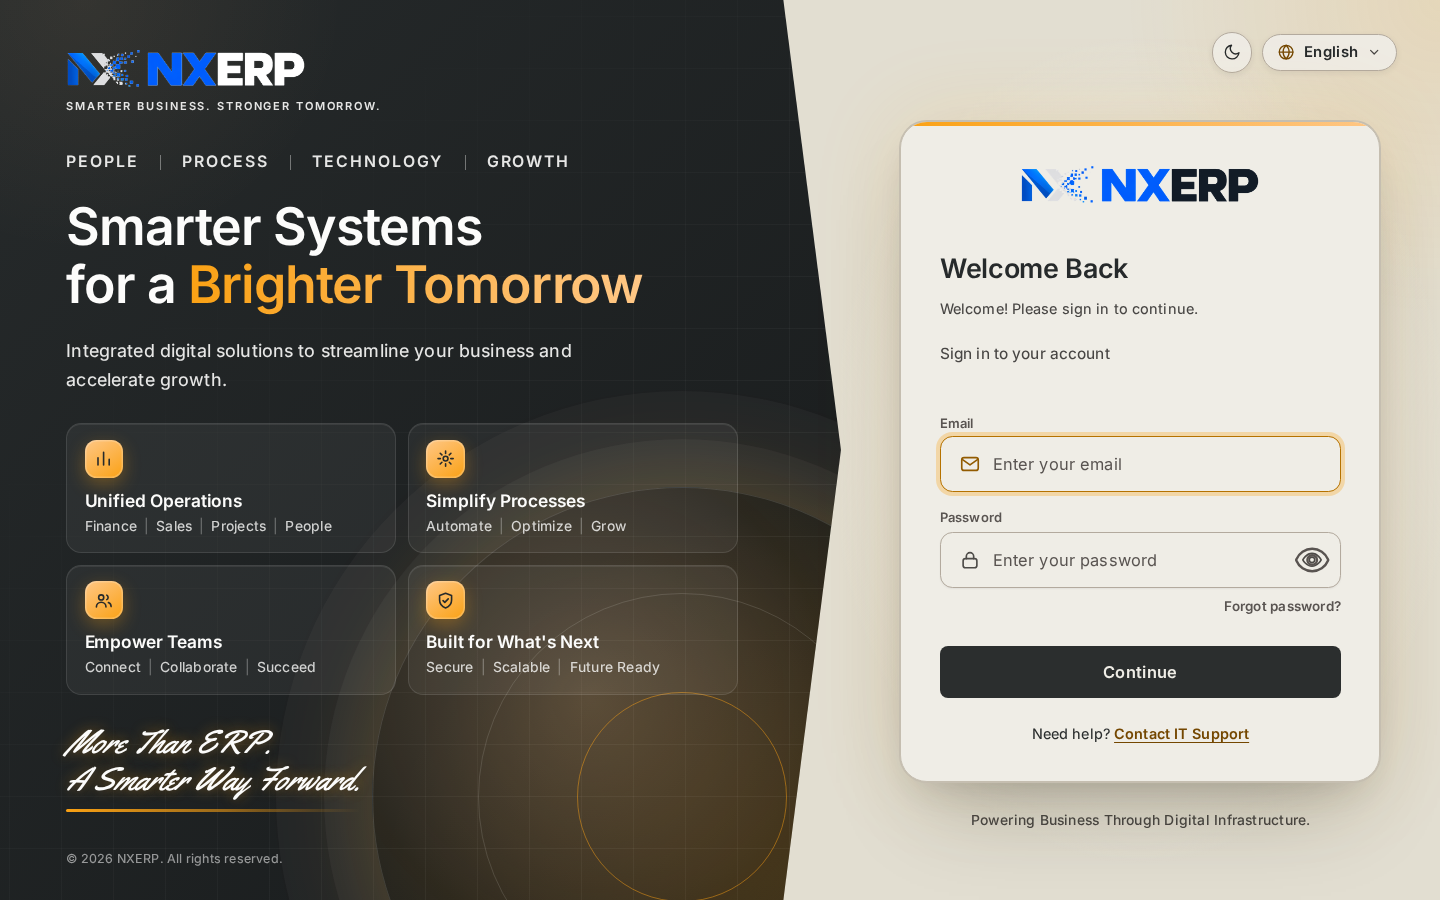 NXERP
SMARTER BUSINESS. STRONGER TOMORROW.
PEOPLE | PROCESS | TECHNOLOGY | GROWTH
Smarter Systems
for a Brighter Tomorrow
Integrated digital solutions to streamline your business and
accelerate growth.
Unified Operations
Finance | Sales | Projects | People
Simplify Processes
Automate | Optimize | Grow
Empower Teams
Connect | Collaborate | Succeed
Built for What's Next
Secure | Scalable | Future Ready
More Than ERP.
A Smarter Way Forward.
© 2026 NXERP. All rights reserved.
English
NXERP
Welcome Back
Welcome! Please sign in to continue.
Sign in to your account
Email
Enter your email
Password
Enter your password
Forgot password?
Continue
Need help? Contact IT Support
Powering Business Through Digital Infrastructure.